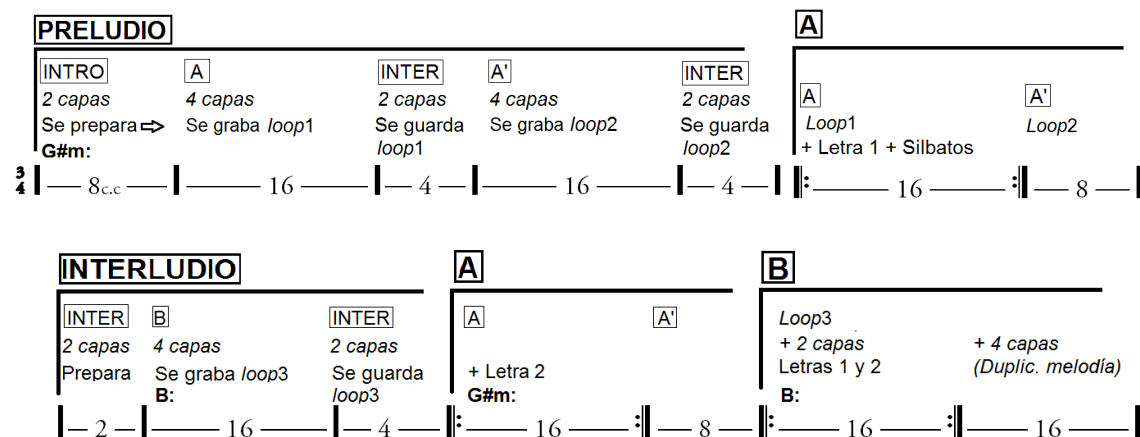 PRELUDIO
A
INTRO
A
INTER
A'
INTER
A
A'
2 capas
4 capas
2 capas
4 capas
2 capas
Loop1
Loop2
Se prepara ⇨
Se graba loop1
Se guarda loop1
Se graba loop2
Se guarda loop2
+ Letra 1 + Silbatos
G#m:
3
4
8c.c
16
4
16
4
16
8
INTERLUDIO
A
B
INTER
B
INTER
A
A'
Loop3
2 capas
4 capas
2 capas
+ 2 capas
+ 4 capas
Prepara
Se graba loop3
Se guarda loop3
+ Letra 2
Letras 1 y 2
(Duplic. melodía)
B:
G#m:
B:
2
16
4
16
8
16
16